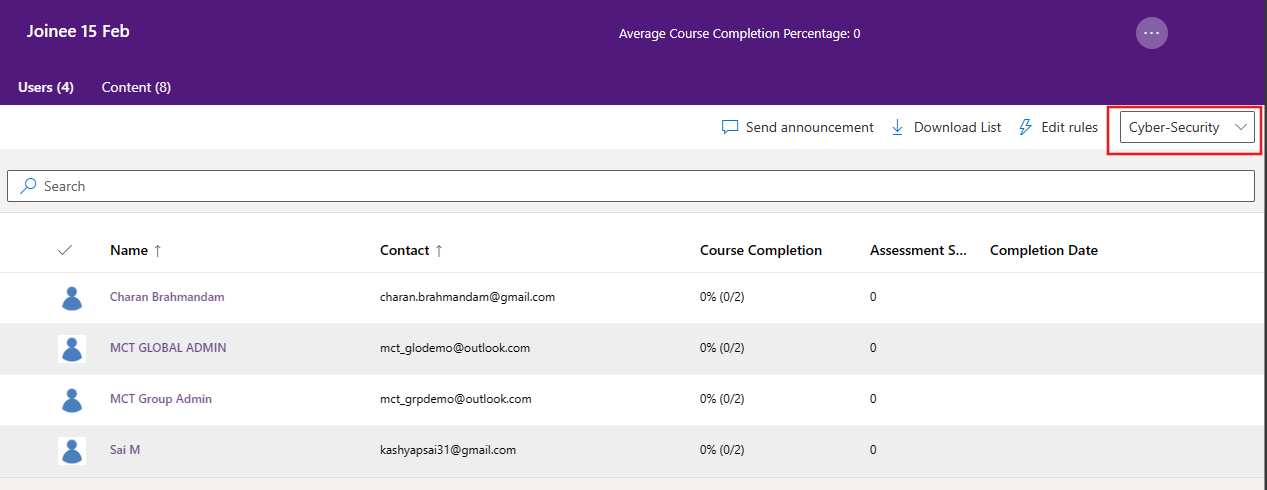 Joinee 15 Feb
Average Course Completion Percentage: 0
Users (4) Content (8)
Send announcement Download List Edit rules Cyber-Security
Search
Name ↑ Contact ↑ Course Completion Assessment S... Completion Date
Charan Brahmandam charan.brahmandam@gmail.com 0% (0/2) 0
MCT GLOBAL ADMIN mct_glodemo@outlook.com 0% (0/2) 0
MCT Group Admin mct_grpdemo@outlook.com 0% (0/2) 0
Sai M kashyapsai31@gmail.com 0% (0/2) 0